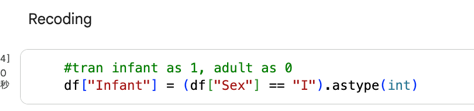 Recoding
4]
0
秒
#tran infant as 1, adult as 0
df["Infant"] = (df["Sex"] == "I").astype(int)